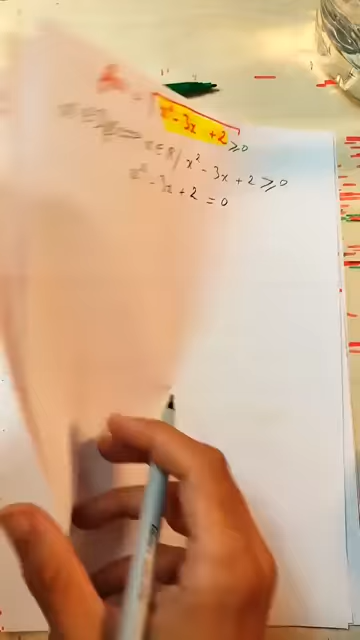 = √x² - 3x + 2 ≥ 0
x ∈ ℝ / x² - 3x + 2 ≥ 0
x² - 3x + 2 = 0